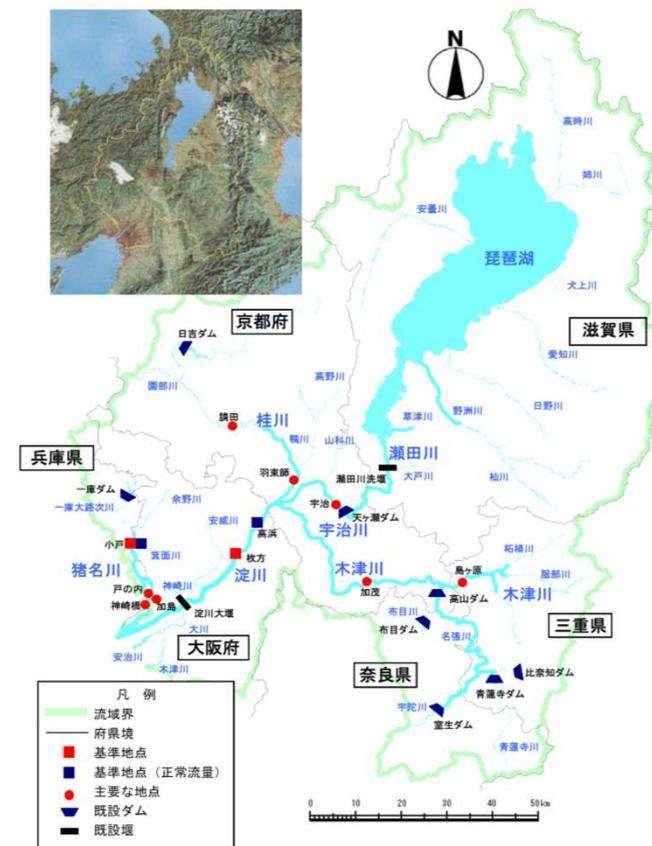 N
高時川
姉川
安曇川
琵琶湖
犬上川
京都府
滋賀県
日吉ダム
愛知川
園部川
高野川
日野川
請田
桂川
草津川
野洲川
鴨川
山科川
瀬田川
兵庫県
羽束師
瀬田川洗堰
大戸川
杣川
一庫ダム
余野川
宇治
一庫大路次川
安威川
天ヶ瀬ダム
高浜
宇治川
小戸
箕面川
枚方
柘植川
猪名川
淀川
木津川
島ヶ原
服部川
戸の内
神崎川
加茂
木津川
神崎橋
加島
淀川大堰
高山ダム
布目川
大川
布目ダム
名張川
三重県
大阪府
安治川
木津川
奈良県
比奈知ダム
青蓮寺ダム
宇陀川
室生ダム
青蓮寺川
凡 例
流域界
府県境
基準地点
基準地点(正常流量)
主要な地点
既設ダム
既設堰
0 10 20 30 40 50km